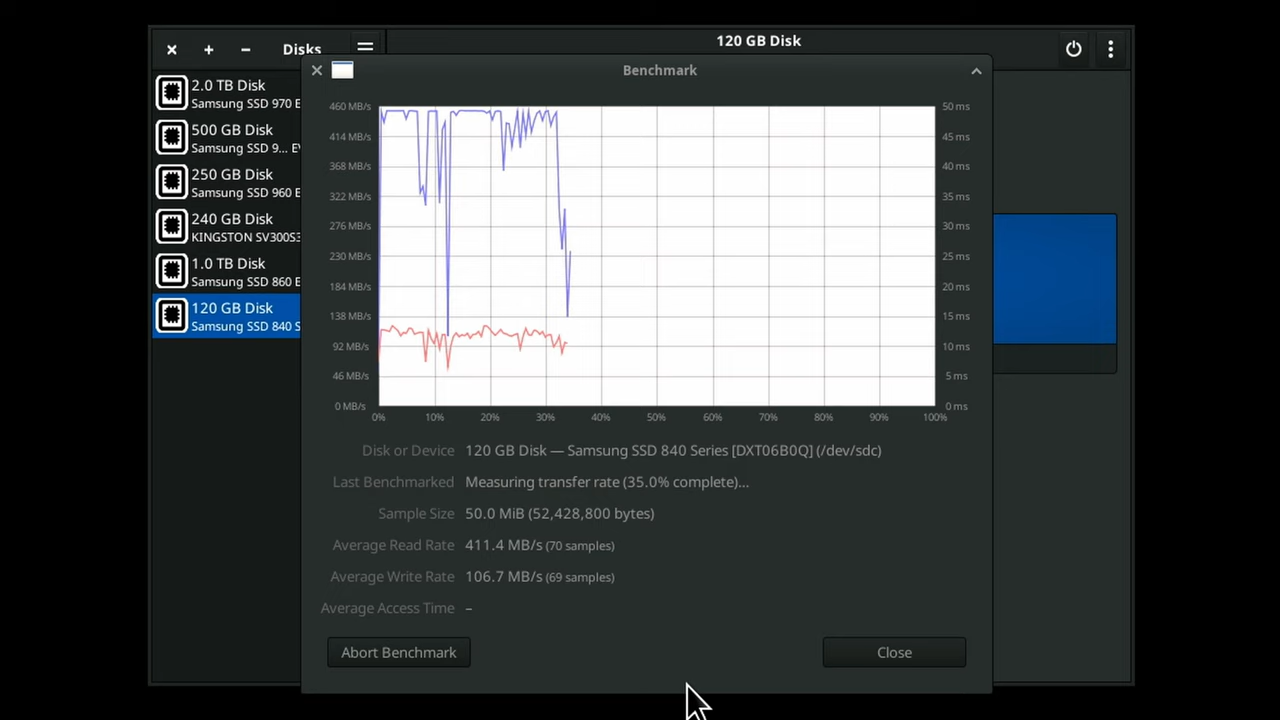 Disks
120 GB Disk
2.0 TB Disk
Samsung SSD 970 E
500 GB Disk
Samsung SSD 9... EV
250 GB Disk
Samsung SSD 960 E
240 GB Disk
KINGSTON SV300S3
1.0 TB Disk
Samsung SSD 860 E
120 GB Disk
Samsung SSD 840 S
Benchmark
460 MB/s
414 MB/s
368 MB/s
322 MB/s
276 MB/s
230 MB/s
184 MB/s
138 MB/s
92 MB/s
46 MB/s
0 MB/s
50 ms
45 ms
40 ms
35 ms
30 ms
25 ms
20 ms
15 ms
10 ms
5 ms
0 ms
0% 10% 20% 30% 40% 50% 60% 70% 80% 90% 100%
Disk or Device 120 GB Disk — Samsung SSD 840 Series [DXT06B0Q] (/dev/sdc)
Last Benchmarked Measuring transfer rate (35.0% complete)...
Sample Size 50.0 MiB (52,428,800 bytes)
Average Read Rate 411.4 MB/s (70 samples)
Average Write Rate 106.7 MB/s (69 samples)
Average Access Time –
Abort Benchmark
Close